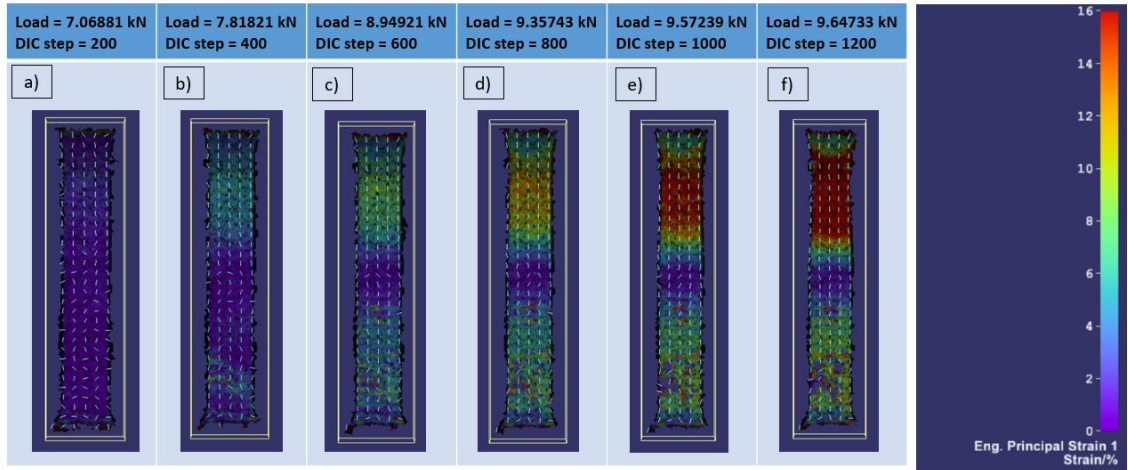 Load = 7.06881 kN
DIC step = 200
Load = 7.81821 kN
DIC step = 400
Load = 8.94921 kN
DIC step = 600
Load = 9.35743 kN
DIC step = 800
Load = 9.57239 kN
DIC step = 1000
Load = 9.64733 kN
DIC step = 1200
a)
b)
c)
d)
e)
f)
16
14
12
10
8
6
4
2
0
Eng. Principal Strain 1
Strain/%